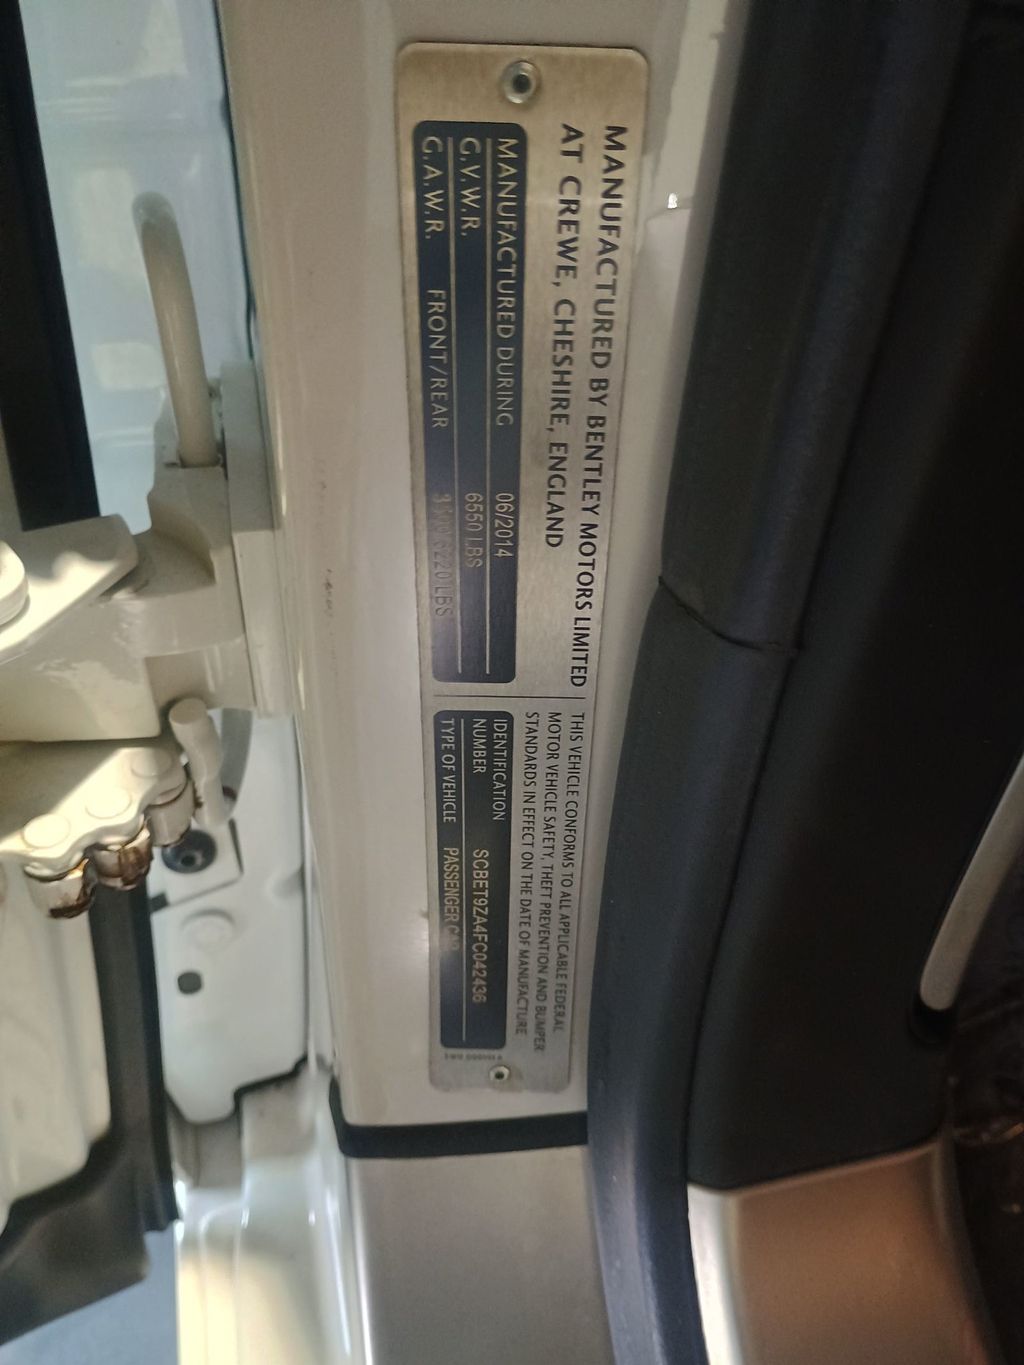 MANUFACTURED BY BENTLEY MOTORS LIMITED
AT CREWE, CHESHIRE, ENGLAND
MANUFACTURED DURING 06/2014
G.V.W.R. 6550 LBS
G.A.W.R. FRONT/REAR 3220 LBS
THIS VEHICLE CONFORMS TO ALL APPLICABLE FEDERAL
MOTOR VEHICLE SAFETY, THEFT PREVENTION AND BUMPER
STANDARDS IN EFFECT ON THE DATE OF MANUFACTURE
IDENTIFICATION
NUMBER SCBET9ZA4FC042436
TYPE OF VEHICLE PASSENGER CAR